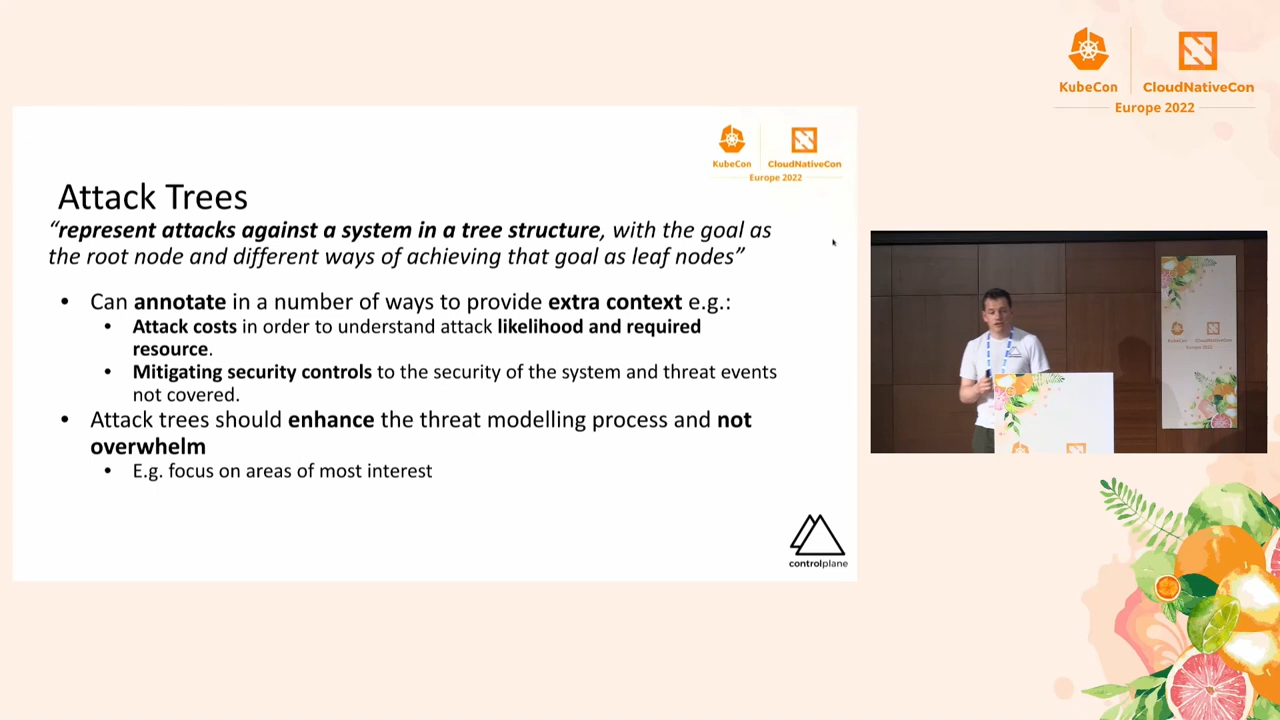 KubeCon
CloudNativeCon
Europe 2022
KubeCon
CloudNativeCon
Europe 2022
Attack Trees
“represent attacks against a system in a tree structure, with the goal as
the root node and different ways of achieving that goal as leaf nodes”
• Can annotate in a number of ways to provide extra context e.g.:
• Attack costs in order to understand attack likelihood and required
resource.
• Mitigating security controls to the security of the system and threat events
not covered.
• Attack trees should enhance the threat modelling process and not
overwhelm
• E.g. focus on areas of most interest
controlplane
KubeCon
CloudNativeCon
Europe 2022